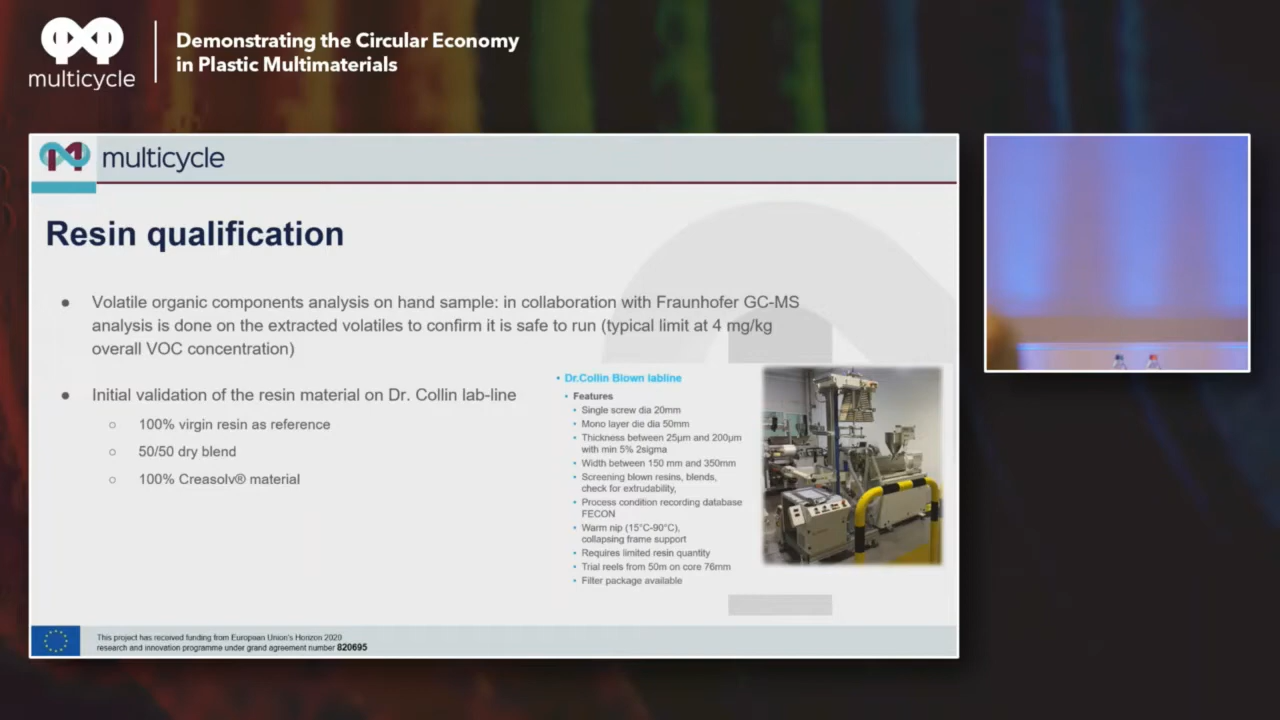 multicycle
Demonstrating the Circular Economy
in Plastic Multimaterials
multicycle
Resin qualification
● Volatile organic components analysis on hand sample: in collaboration with Fraunhofer GC-MS
analysis is done on the extracted volatiles to confirm it is safe to run (typical limit at 4 mg/kg
overall VOC concentration)
● Initial validation of the resin material on Dr. Collin lab-line
○ 100% virgin resin as reference
○ 50/50 dry blend
○ 100% Creasolv® material
• Dr.Collin Blown labline
• Features
• Single screw dia 20mm
• Mono layer die dia 50mm
• Thickness between 25µm and 200µm
with min 5% 2sigma
• Width between 150 mm and 350mm
• Screening blown resins, blends,
check for extrudability,
• Process condition recording database
FECON
• Warm nip (15°C-90°C),
collapsing frame support
• Requires limited resin quantity
• Trial reels from 50m on core 76mm
• Filter package available
This project has received funding from European Union's Horizon 2020
research and innovation programme under grand agreement number 820695